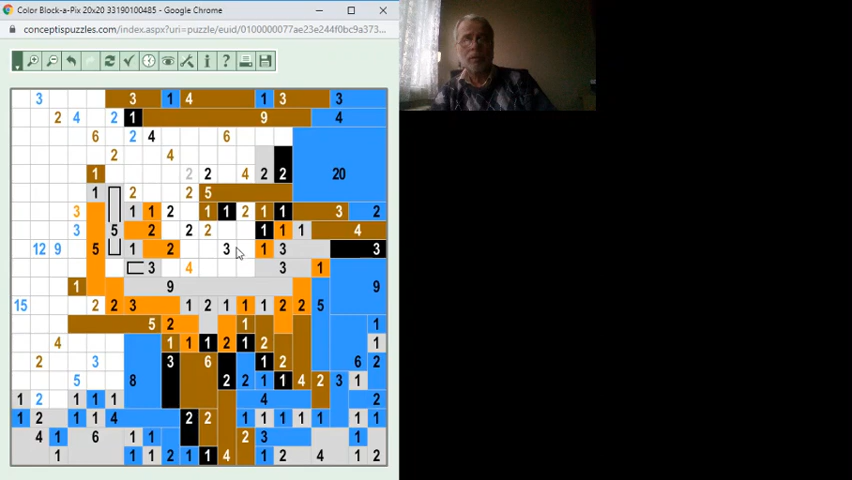 Color Block-a-Pix 20x20 33190100485 - Google Chrome
conceptispuzzles.com/index.aspx?uri=puzzle/euid/0100000077ae23e244f0bc9a373...
3 3 1 4 1 3 3
2 4 2 1 9 4
6 2 4 6
2 4
1 2 2 4 2 2 20
1 2 2 5
3 1 1 2 1 1 2 1 1 3 2
3 5 2 2 2 1 1 1 4
12 9 5 1 2 3 1 3 3
3 4 3 1
1 9 9
15 2 2 3 1 2 1 1 1 2 2 5
5 2 1 1
4 1 1 1 2 1 2 1
2 3 3 6 1 2 6 2
5 8 2 2 1 1 4 2 3 1
1 2 1 1 1 4 2
1 2 1 1 4 2 2 1 1 1 1 1 1 1
4 1 6 1 1 2 3 1
1 1 1 2 1 1 4 1 2 4 1 2